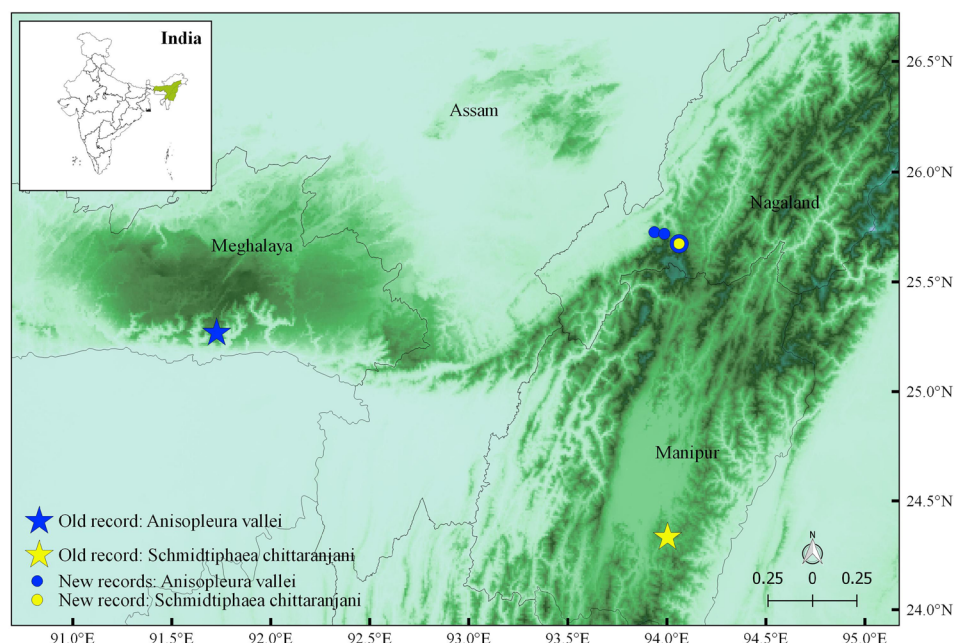 India
Assam
Nagaland
Meghalaya
Manipur
Old record: Anisopleura vallei
Old record: Schmidtiphaea chittaranjani
New records: Anisopleura vallei
New record: Schmidtiphaea chittaranjani
N
0.25 0 0.25
26.5°N
26.0°N
25.5°N
25.0°N
24.5°N
24.0°N
91.0°E 91.5°E 92.0°E 92.5°E 93.0°E 93.5°E 94.0°E 94.5°E 95.0°E